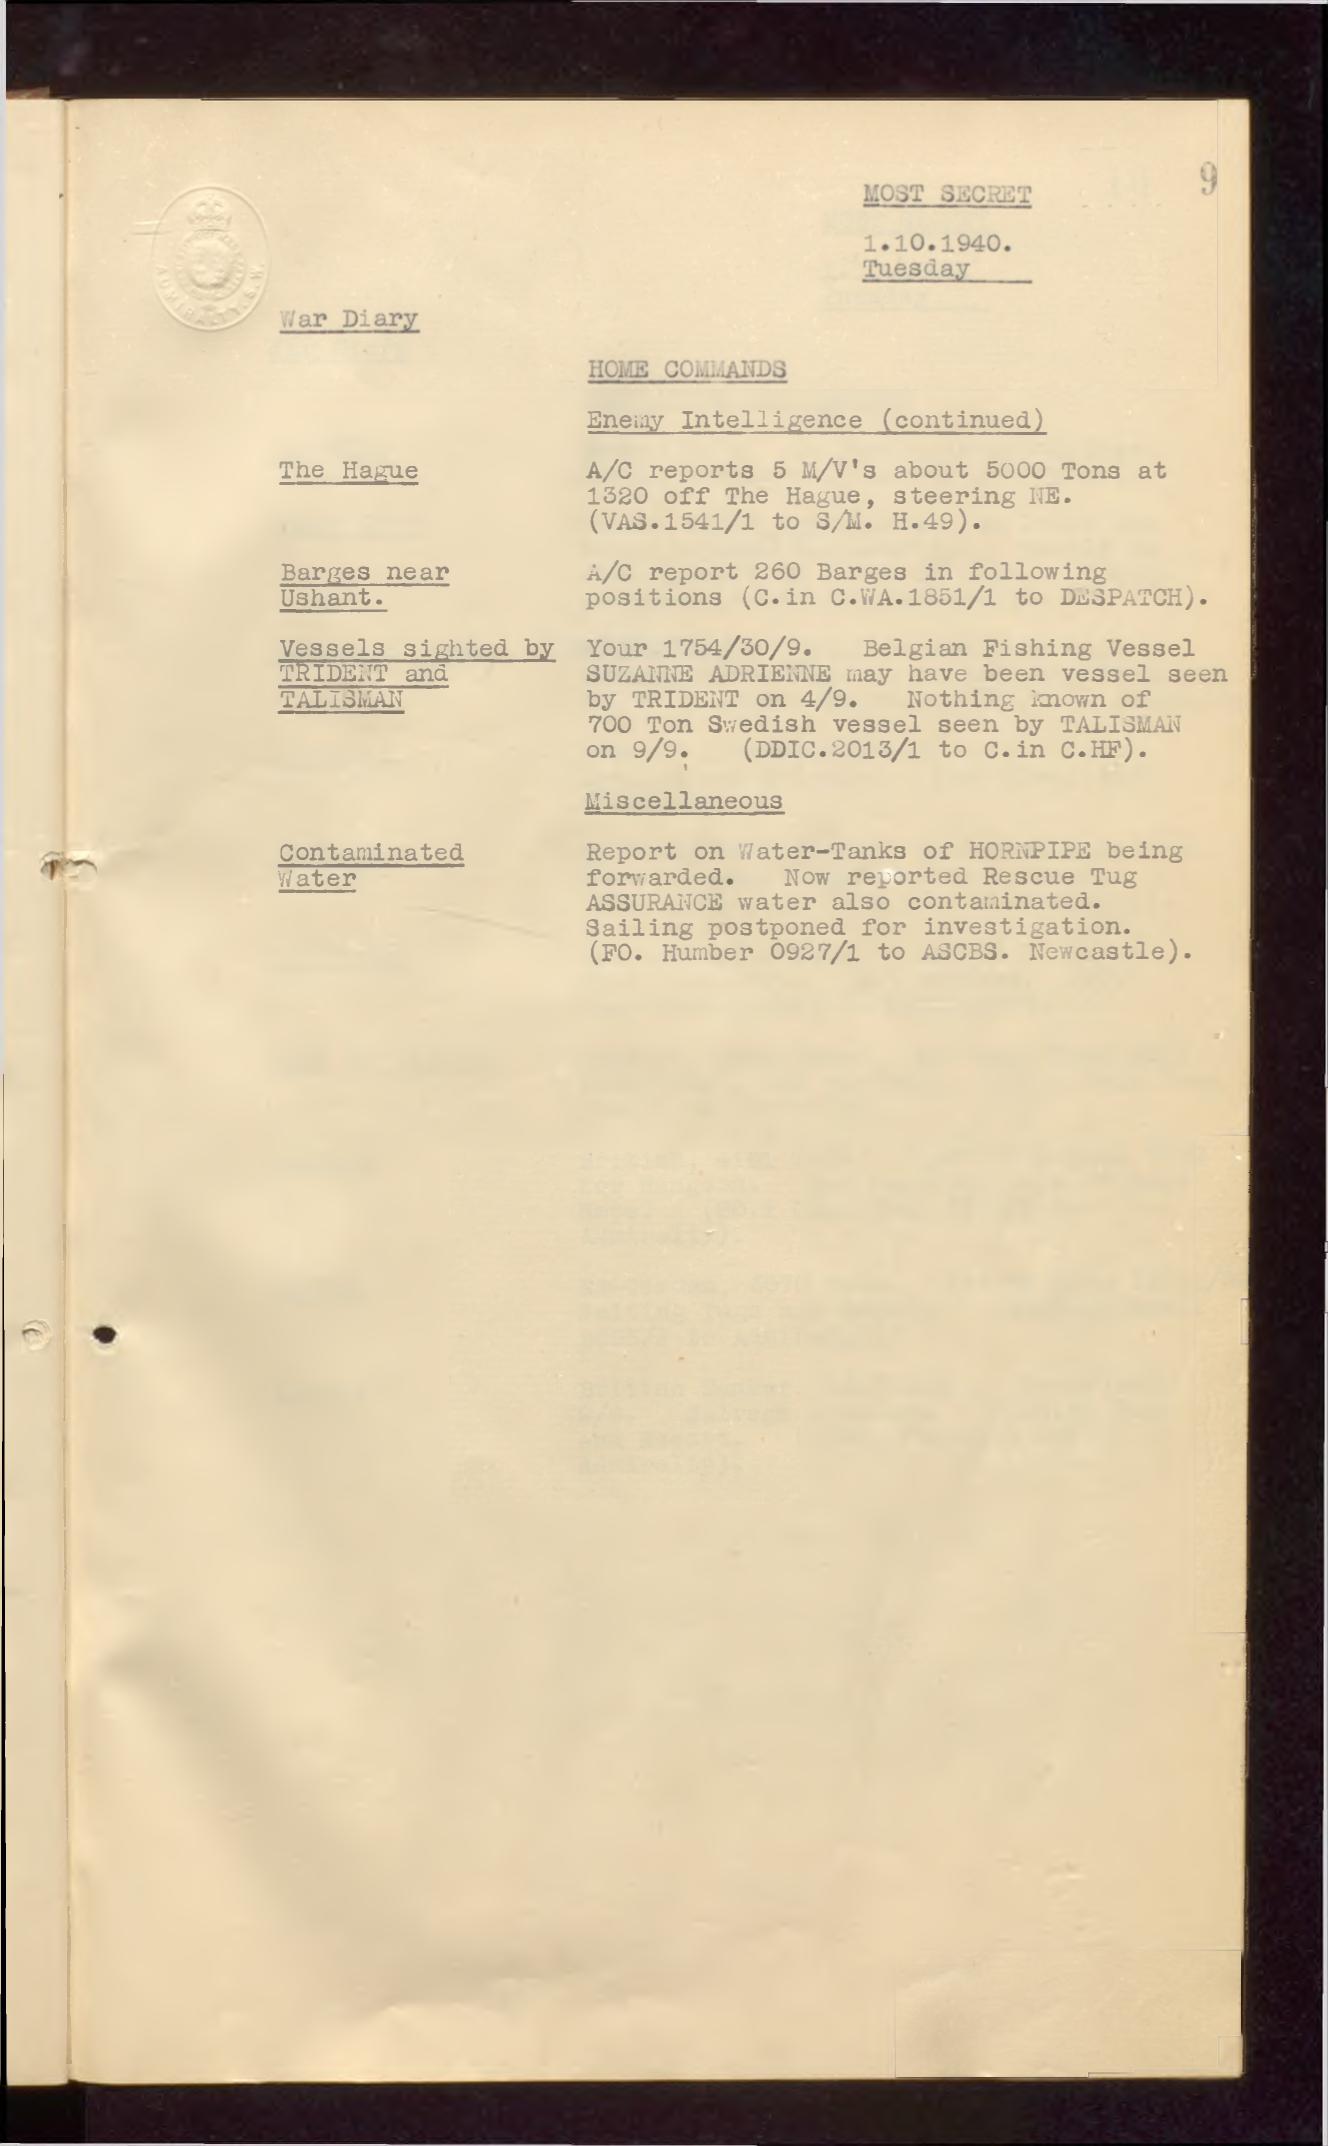 9
MOST SECRET
1.10.1940.
Tuesday
ADMIRALTY.S.W.
War Diary
HOME COMMANDS
Enemy Intelligence (continued)
The Hague
A/C reports 5 M/V's about 5000 Tons at
1320 off The Hague, steering NE.
(VAS.1541/1 to S/M. H.49).
Barges near
Ushant.
A/C report 260 Barges in following
positions (C.in C.WA.1851/1 to DESPATCH).
Vessels sighted by
TRIDENT and
TALISMAN
Your 1754/30/9. Belgian Fishing Vessel
SUZANNE ADRIENNE may have been vessel seen
by TRIDENT on 4/9. Nothing known of
700 Ton Swedish vessel seen by TALISMAN
on 9/9. (DDIC.2013/1 to C.in C.HF).
Miscellaneous
Contaminated
Water
Report on Water-Tanks of HORNPIPE being
forwarded. Now reported Rescue Tug
ASSURANCE water also contaminated.
Sailing postponed for investigation.
(FO. Humber 0927/1 to ASCBS. Newcastle).